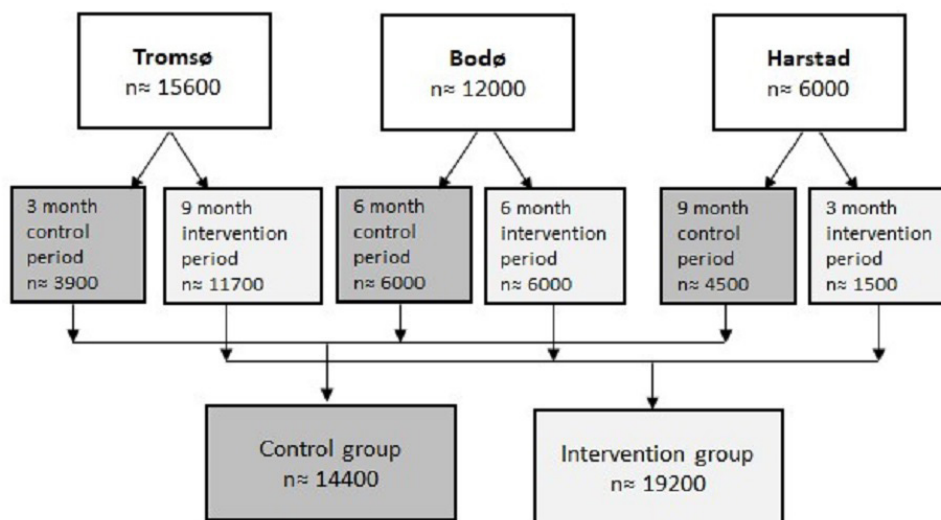 Tromsø
n≈ 15600
Bodø
n≈ 12000
Harstad
n≈ 6000
3 month
control
period
n≈ 3900
9 month
intervention
period
n≈ 11700
6 month
control
period
n≈ 6000
6 month
intervention
period
n≈ 6000
9 month
control
period
n≈ 4500
3 month
intervention
period
n≈ 1500
Control group
n≈ 14400
Intervention group
n≈ 19200